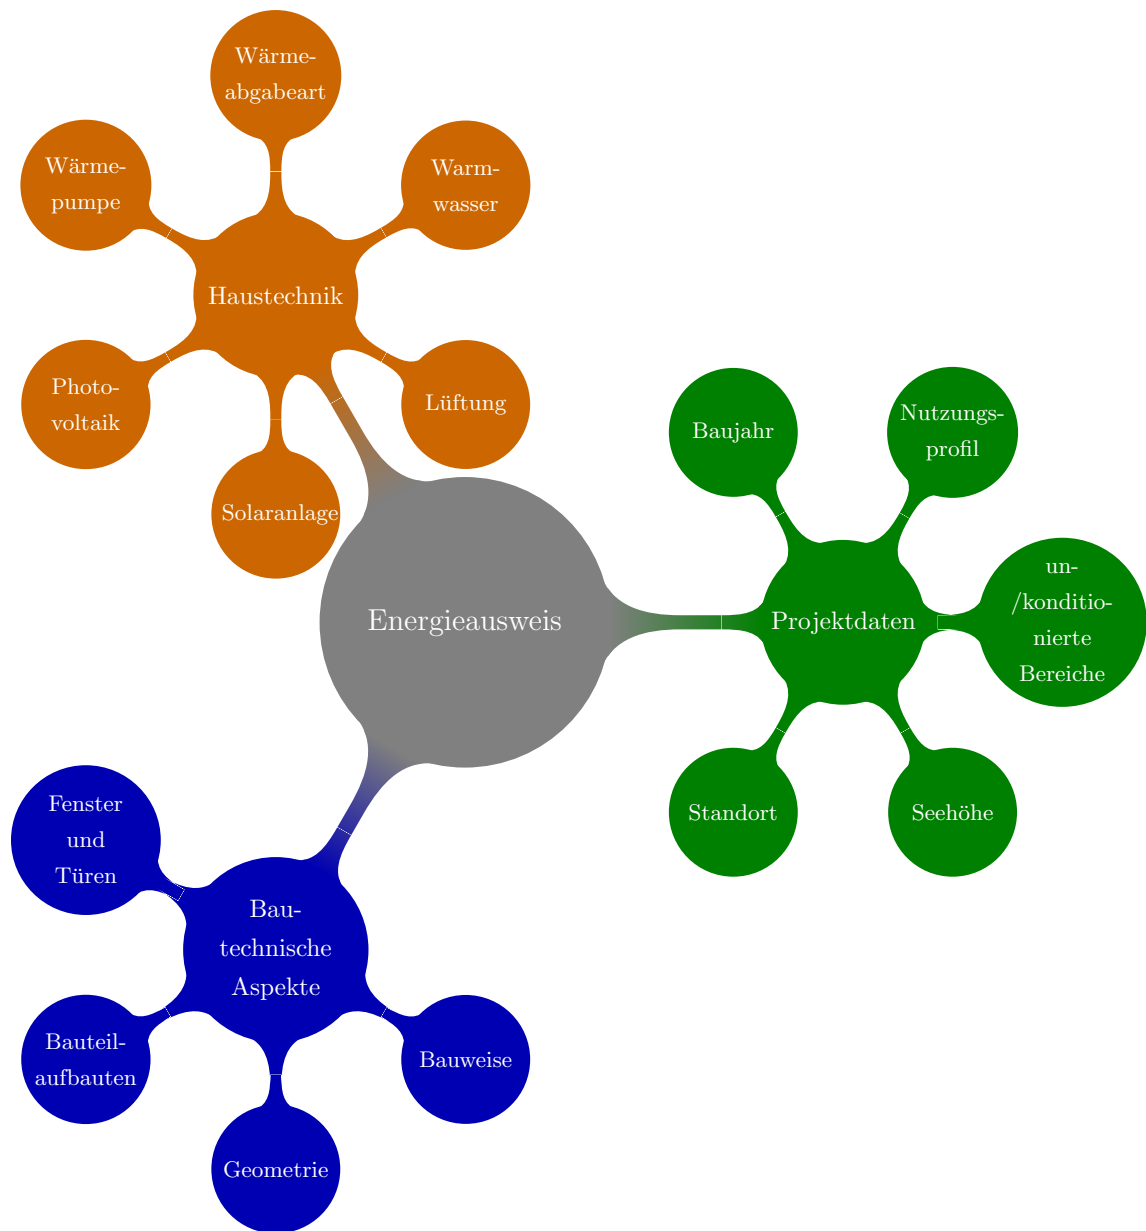 Wärme-
abgabeart
Wärme-
pumpe
Warm-
wasser
Haustechnik
Photo-
voltaik
Lüftung
Solaranlage
Baujahr
Nutzungs-
profil
Energieausweis
Projektdaten
un-
/konditio-
nierte
Bereiche
Standort
Seehöhe
Fenster
und
Türen
Bau-
technische
Aspekte
Bauteil-
aufbauten
Bauweise
Geometrie